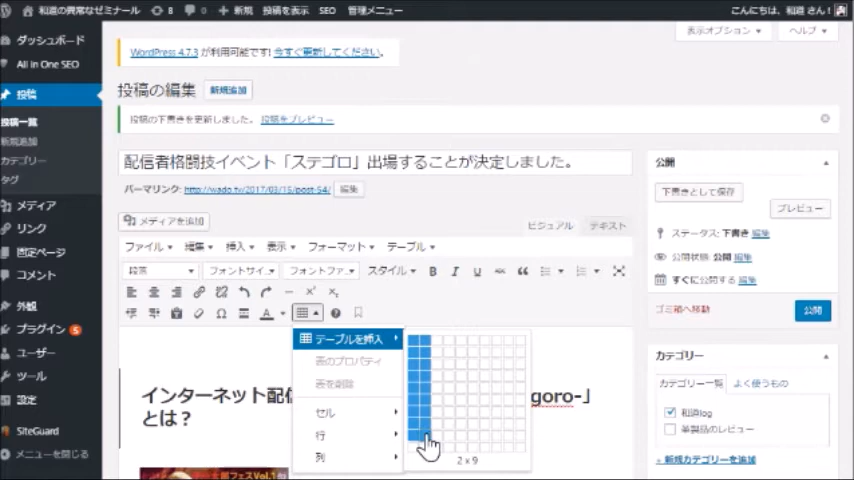 和道の異常なゼミナール 8 0 新規 投稿を表示 SEO 管理メニュー こんにちは、和道 さん!
表示オプション ヘルプ
ダッシュボード
All in One SEO
投稿
投稿一覧
新規追加
カテゴリー
タグ
メディア
リンク
固定ページ
コメント
外観
プラグイン 5
ユーザー
ツール
設定
SiteGuard
メニューを閉じる
WordPress 4.7.3 が利用可能です! 今すぐ更新してください。
投稿の編集 新規追加
投稿の下書きを更新しました。 投稿をプレビュー
配信者格闘技イベント「ステゴロ」出場することが決定しました。
パーマリンク: http://wado.tv/2017/03/15/post-54/ 編集
メディアを追加
ビジュアル テキスト
ファイル 編集 挿入 表示 フォーマット テーブル
段落 フォントサイ... フォントファ... スタイル B I U ABC
テーブルを挿入
表のプロパティ
表を削除
セル
行
列
2 x 9
インターネット配信
goro-」
とは?
公開
下書きとして保存
プレビュー
ステータス: 下書き 編集
公開状態: 公開 編集
すぐに公開する 編集
ゴミ箱へ移動 公開
カテゴリー
カテゴリー一覧 よく使うもの
和道log
革製品のレビュー
+ 新規カテゴリーを追加